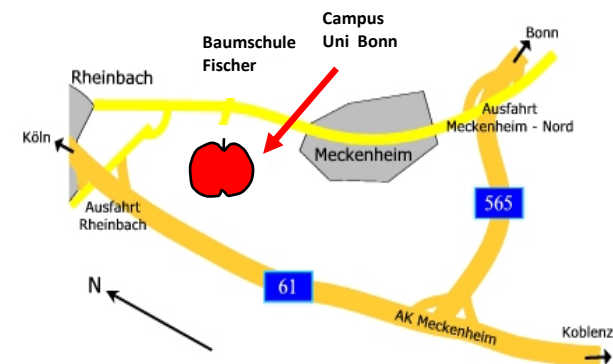 Campus
Uni Bonn
Baumschule
Fischer
Bonn
Rheinbach
Ausfahrt
Meckenheim - Nord
Köln
Meckenheim
565
Ausfahrt
Rheinbach
N
61
AK Meckenheim
Koblenz